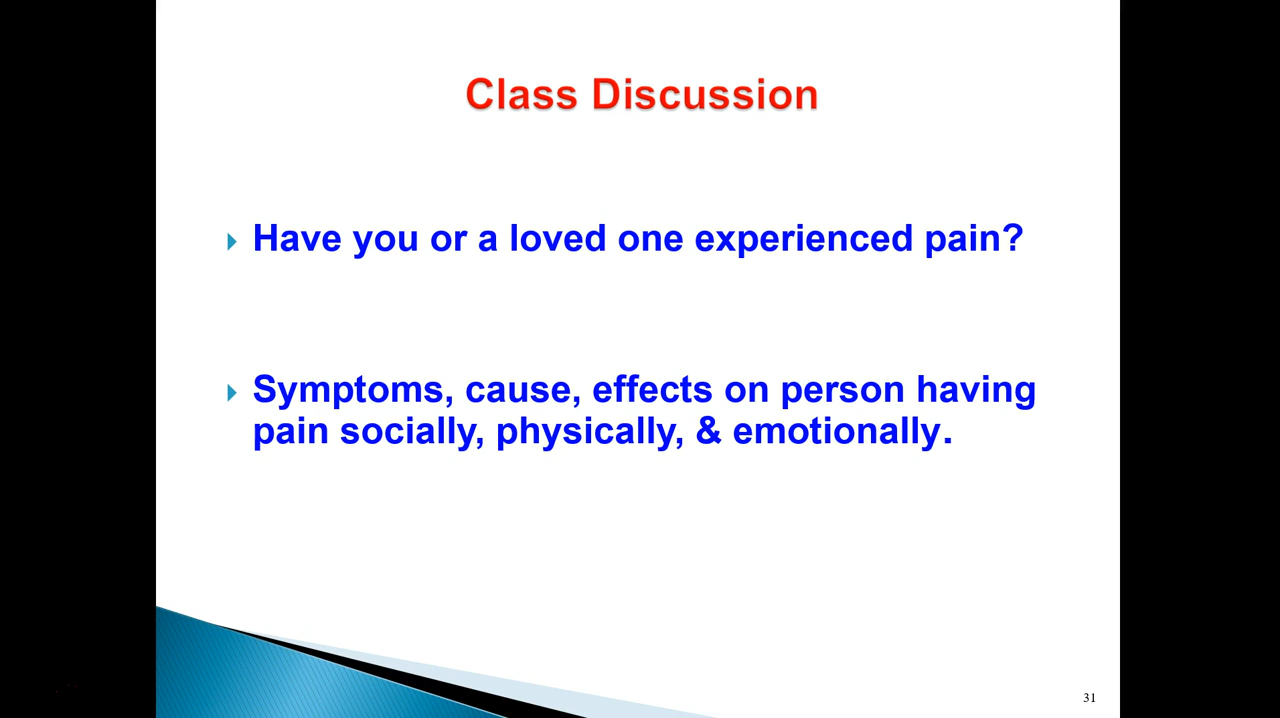 Class Discussion
Have you or a loved one experienced pain?
Symptoms, cause, effects on person having
pain socially, physically, & emotionally.
31